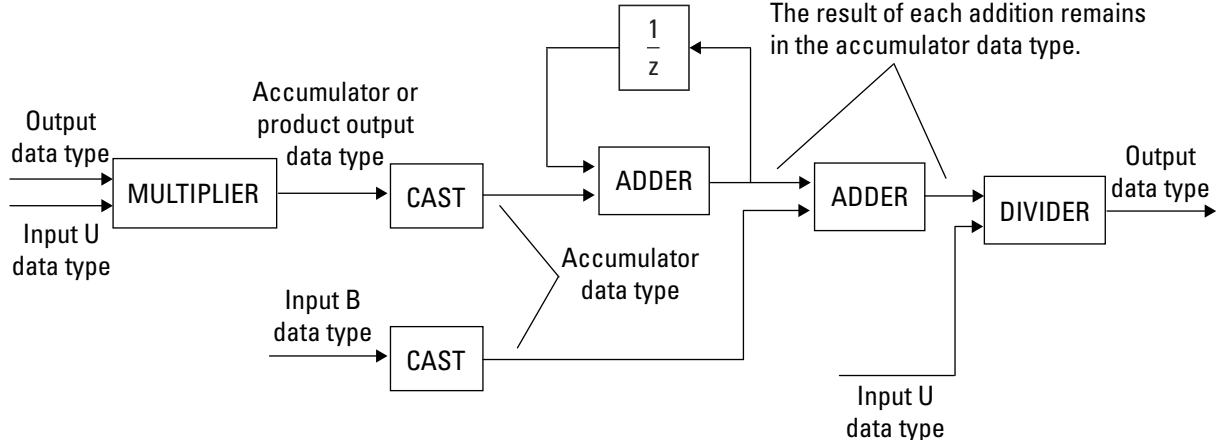 The result of each addition remains
in the accumulator data type.
1
z
Accumulator or
product output
data type
Output
data type
MULTIPLIER
Input U
data type
CAST
ADDER
ADDER
DIVIDER
Output
data type
Accumulator
data type
Input B
data type
CAST
Input U
data type